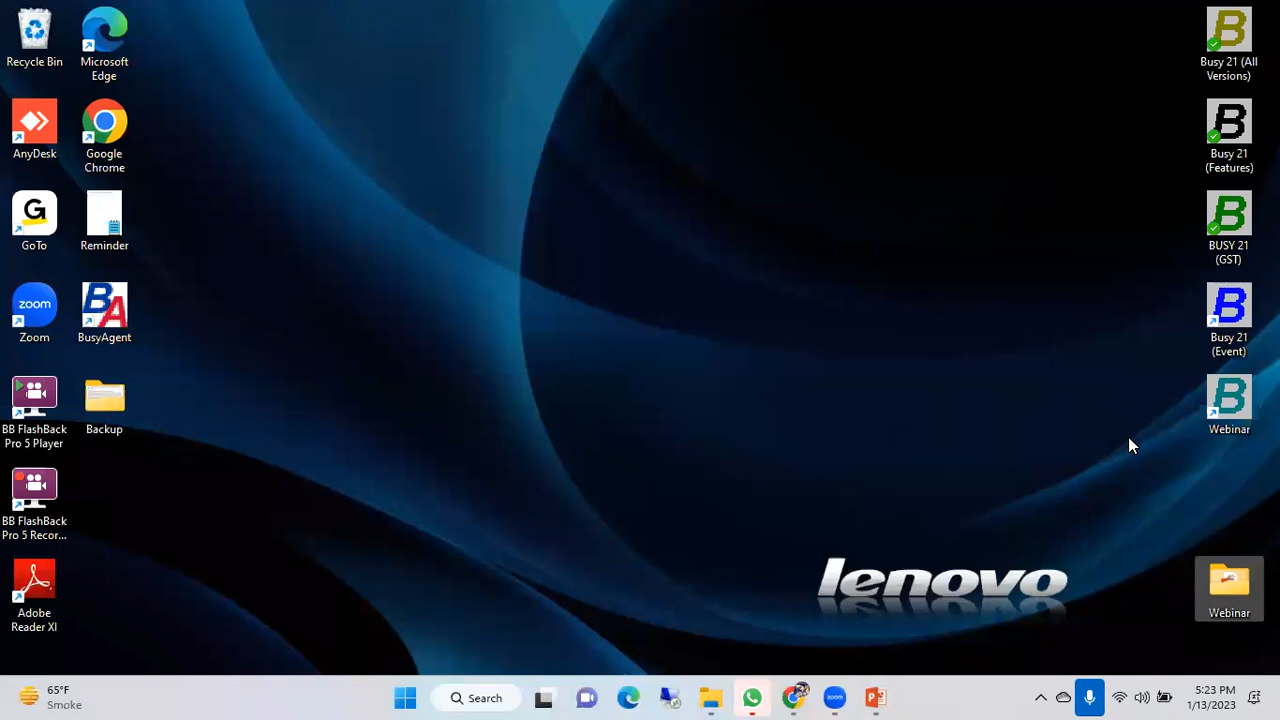 Recycle Bin
Microsoft
Edge
AnyDesk
Google
Chrome
G
GoTo
Reminder
zoom
Zoom
BA
BusyAgent
BB FlashBack
Pro 5 Player
Backup
BB FlashBack
Pro 5 Recor...
Adobe
Reader XI
B
Busy 21 (All
Versions)
B
Busy 21
(Features)
B
BUSY 21
(GST)
B
Busy 21
(Event)
B
Webinar
lenovo
Webinar
65°F
Smoke
Search
zoom
5:23 PM
1/13/2023